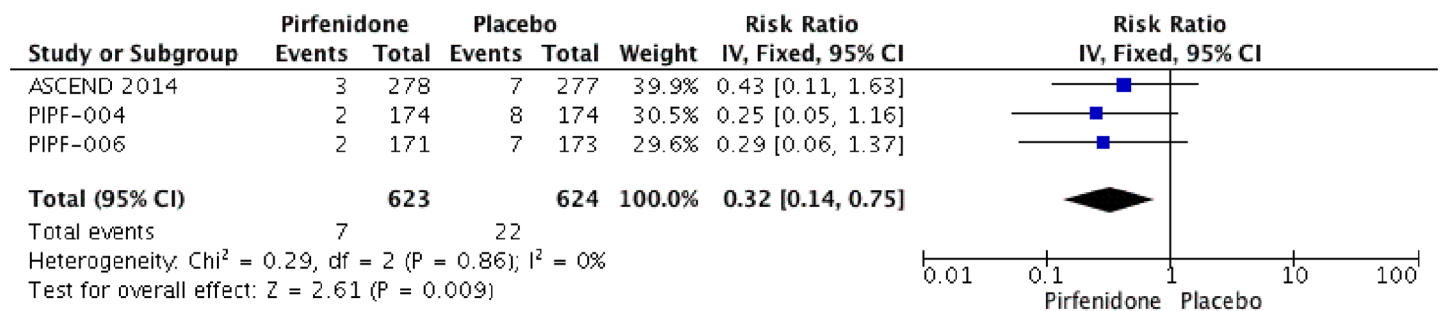 Pirfenidone Placebo Risk Ratio Risk Ratio
Study or Subgroup Events Total Events Total Weight IV, Fixed, 95% CI IV, Fixed, 95% CI
ASCEND 2014 3 278 7 277 39.9% 0.43 [0.11, 1.63]
PIPF-004 2 174 8 174 30.5% 0.25 [0.05, 1.16]
PIPF-006 2 171 7 173 29.6% 0.29 [0.06, 1.37]
Total (95% CI) 623 624 100.0% 0.32 [0.14, 0.75]
Total events 7 22
Heterogeneity: Chi² = 0.29, df = 2 (P = 0.86); I² = 0%
Test for overall effect: Z = 2.61 (P = 0.009)
0.01 0.1 1 10 100
Pirfenidone Placebo